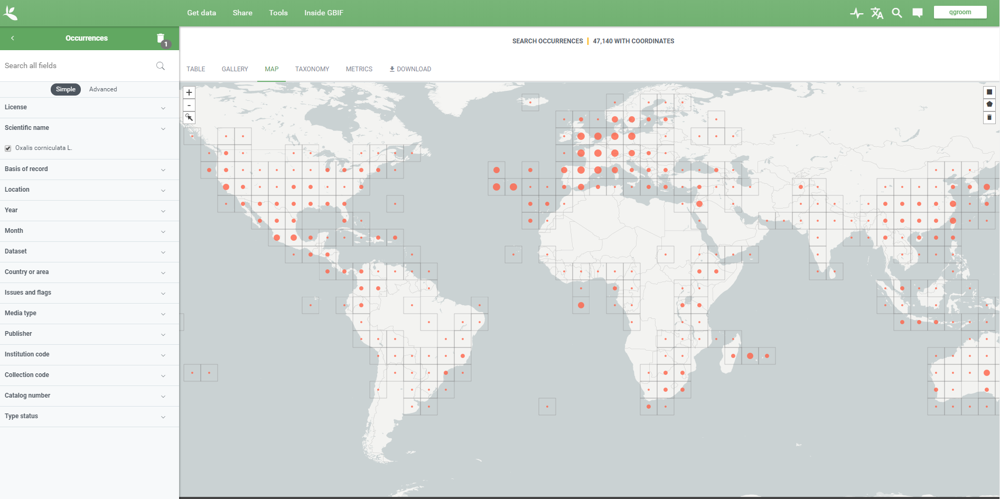 Get data Share Tools Inside GBIF qgroom
Occurrences 1
SEARCH OCCURRENCES 47,140 WITH COORDINATES
Search all fields
TABLE GALLERY MAP TAXONOMY METRICS DOWNLOAD
Simple Advanced
License
Scientific name
Oxalis corniculata L.
Basis of record
Location
Year
Month
Dataset
Country or area
Issues and flags
Media type
Publisher
Institution code
Collection code
Catalog number
Type status